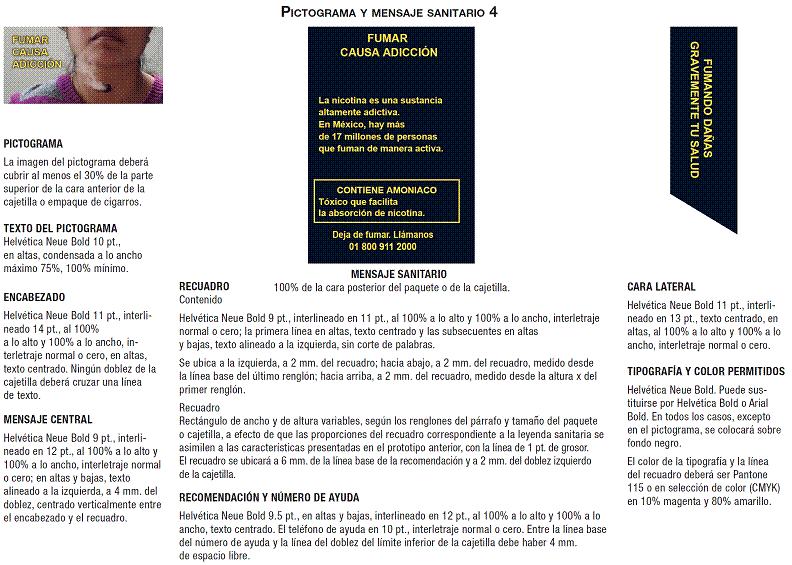 PICTOGRAMA Y MENSAJE SANITARIO 4
FUMAR
CAUSA
ADICCIÓN
PICTOGRAMA
La imagen del pictograma deberá
cubrir al menos el 30% de la parte
superior de la cara anterior de la
cajetilla o empaque de cigarros.
TEXTO DEL PICTOGRAMA
Helvética Neue Bold 10 pt.,
en altas, condensada a lo ancho
máximo 75%, 100% mínimo.
ENCABEZADO
Helvética Neue Bold 11 pt., interli-
neado 14 pt., al 100%
a lo alto y 100% a lo ancho, in-
terletraje normal o cero, en altas,
texto centrado. Ningún doblez de la
cajetilla deberá cruzar una línea
de texto.
MENSAJE CENTRAL
Helvética Neue Bold 9 pt., interli-
neado en 12 pt., al 100% a lo alto y
100% a lo ancho, interletraje normal
o cero; en altas y bajas, texto
alineado a la izquierda, a 4 mm. del
doblez, centrado verticalmente entre
el encabezado y el recuadro.
FUMAR
CAUSA ADICCIÓN
La nicotina es una sustancia
altamente adictiva.
En México, hay más
de 17 millones de personas
que fuman de manera activa.
CONTIENE AMONIACO
Tóxico que facilita
la absorción de nicotina.
Deja de fumar. Llámanos
01 800 911 2000
MENSAJE SANITARIO
RECUADRO 100% de la cara posterior del paquete o de la cajetilla.
Contenido
Helvética Neue Bold 9 pt., interlineado en 11 pt., al 100% a lo alto y 100% a lo ancho, interletraje
normal o cero; la primera línea en altas, texto centrado y las subsecuentes en altas
y bajas, texto alineado a la izquierda, sin corte de palabras.
Se ubica a la izquierda, a 2 mm. del recuadro; hacia abajo, a 2 mm. del recuadro, medido desde
la línea base del último renglón; hacia arriba, a 2 mm. del recuadro, medido desde la altura x del
primer renglón.
Recuadro
Rectángulo de ancho y de altura variables, según los renglones del párrafo y tamaño del paquete
o cajetilla, a efecto de que las proporciones del recuadro correspondiente a la leyenda sanitaria se
asimilen a las características presentadas en el prototipo anterior, con la línea de 1 pt. de grosor.
El recuadro se ubicará a 6 mm. de la línea base de la recomendación y a 2 mm. del doblez izquierdo
de la cajetilla.
RECOMENDACIÓN Y NÚMERO DE AYUDA
Helvética Neue Bold 9.5 pt., en altas y bajas, interlineado en 12 pt., al 100% a lo alto y 100% a lo
ancho, texto centrado. El teléfono de ayuda en 10 pt., interletraje normal o cero. Entre la línea base
del número de ayuda y la línea del doblez del límite inferior de la cajetilla debe haber 4 mm.
de espacio libre.
FUMANDO DAÑAS
GRAVEMENTE TU SALUD
CARA LATERAL
Helvética Neue Bold 11 pt., interli-
neado en 13 pt., texto centrado, en
altas, al 100% a lo alto y 100% a lo
ancho, interletraje normal o cero.
TIPOGRAFÍA Y COLOR PERMITIDOS
Helvética Neue Bold. Puede sus-
tituirse por Helvética Bold o Arial
Bold. En todos los casos, excepto
en el pictograma, se colocará sobre
fondo negro.
El color de la tipografía y la línea
del recuadro deberá ser Pantone
115 o en selección de color (CMYK)
en 10% magenta y 80% amarillo.